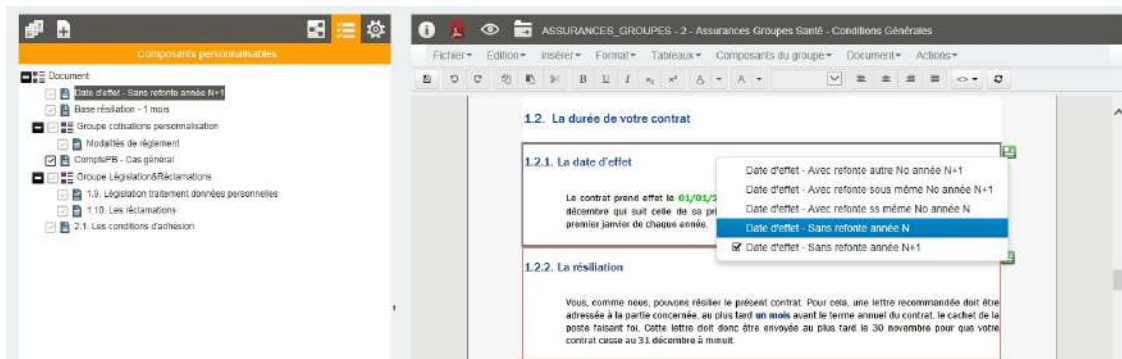 Composants personnalisables
Document
Date d'effet - Sans refonte année N+1
Base résiliation - 1 mois
Groupe cotisations personnalisation
Modalités de règlement
ComptePB - Cas général
Groupe Législation&Réclamations
1.9. Législation traitement données personnelles
1.10. Les réclamations
2.1. Les conditions d'adhésion
ASSURANCES_GROUPES - 2 - Assurances Groupes Santé - Conditions Générales
Fichier Edition Insérer Format Tableaux Composants du groupe Document Actions
B U I A A
1.2. La durée de votre contrat
1.2.1. La date d'effet
Le contrat prend effet le 01/01/2
décembre qui suit celle de sa pr
premier janvier de chaque année.
Date d'effet - Avec refonte autre No année N+1
Date d'effet - Avec refonte sous même No année N+1
Date d'effet - Avec refonte ss même No année N
Date d'effet - Sans refonte année N
Date d'effet - Sans refonte année N+1
1.2.2. La résiliation
Vous, comme nous, pouvons résilier le présent contrat. Pour cela, une lettre recommandée doit être
adressée à la partie concernée, au plus tard un mois avant le terme annuel du contrat, le cachet de la
poste faisant foi. Cette lettre doit donc être envoyée au plus tard le 30 novembre pour que votre
contrat cesse au 31 décembre à minuit.